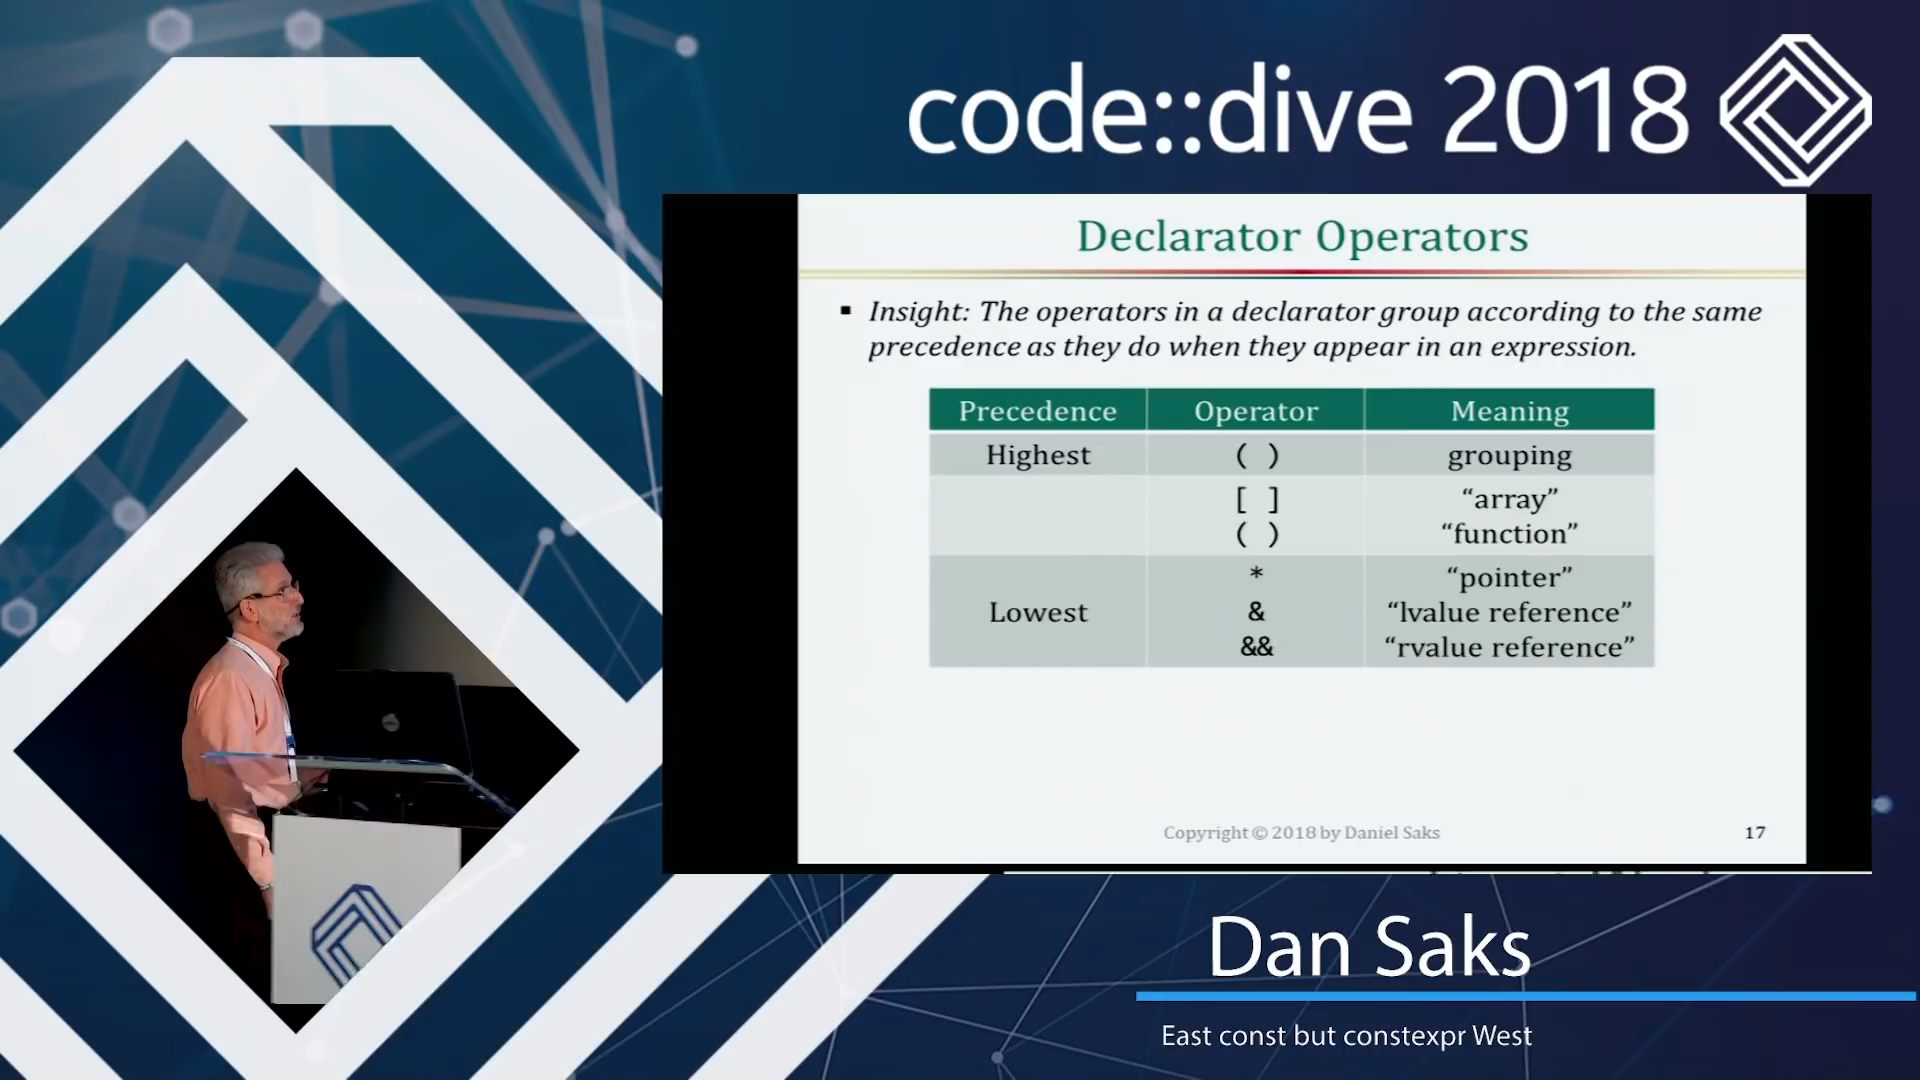 code::dive 2018
Declarator Operators
▪ Insight: The operators in a declarator group according to the same
precedence as they do when they appear in an expression.
Precedence Operator Meaning
Highest ( ) grouping
[ ] “array”
( ) “function”
* “pointer”
Lowest & “lvalue reference”
&& “rvalue reference”
Copyright © 2018 by Daniel Saks 17
Dan Saks
East const but constexpr West